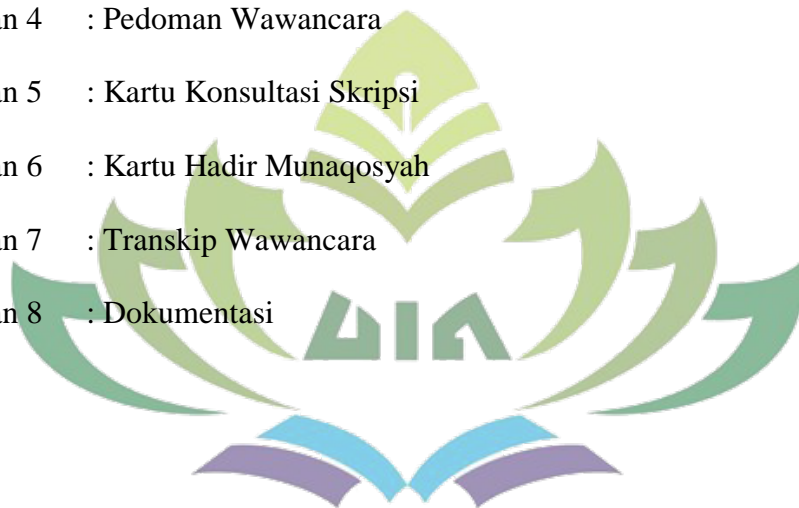 an 4 : Pedoman Wawancara
an 5 : Kartu Konsultasi Skripsi
an 6 : Kartu Hadir Munaqosyah
an 7 : Transkip Wawancara
an 8 : Dokumentasi
UIN